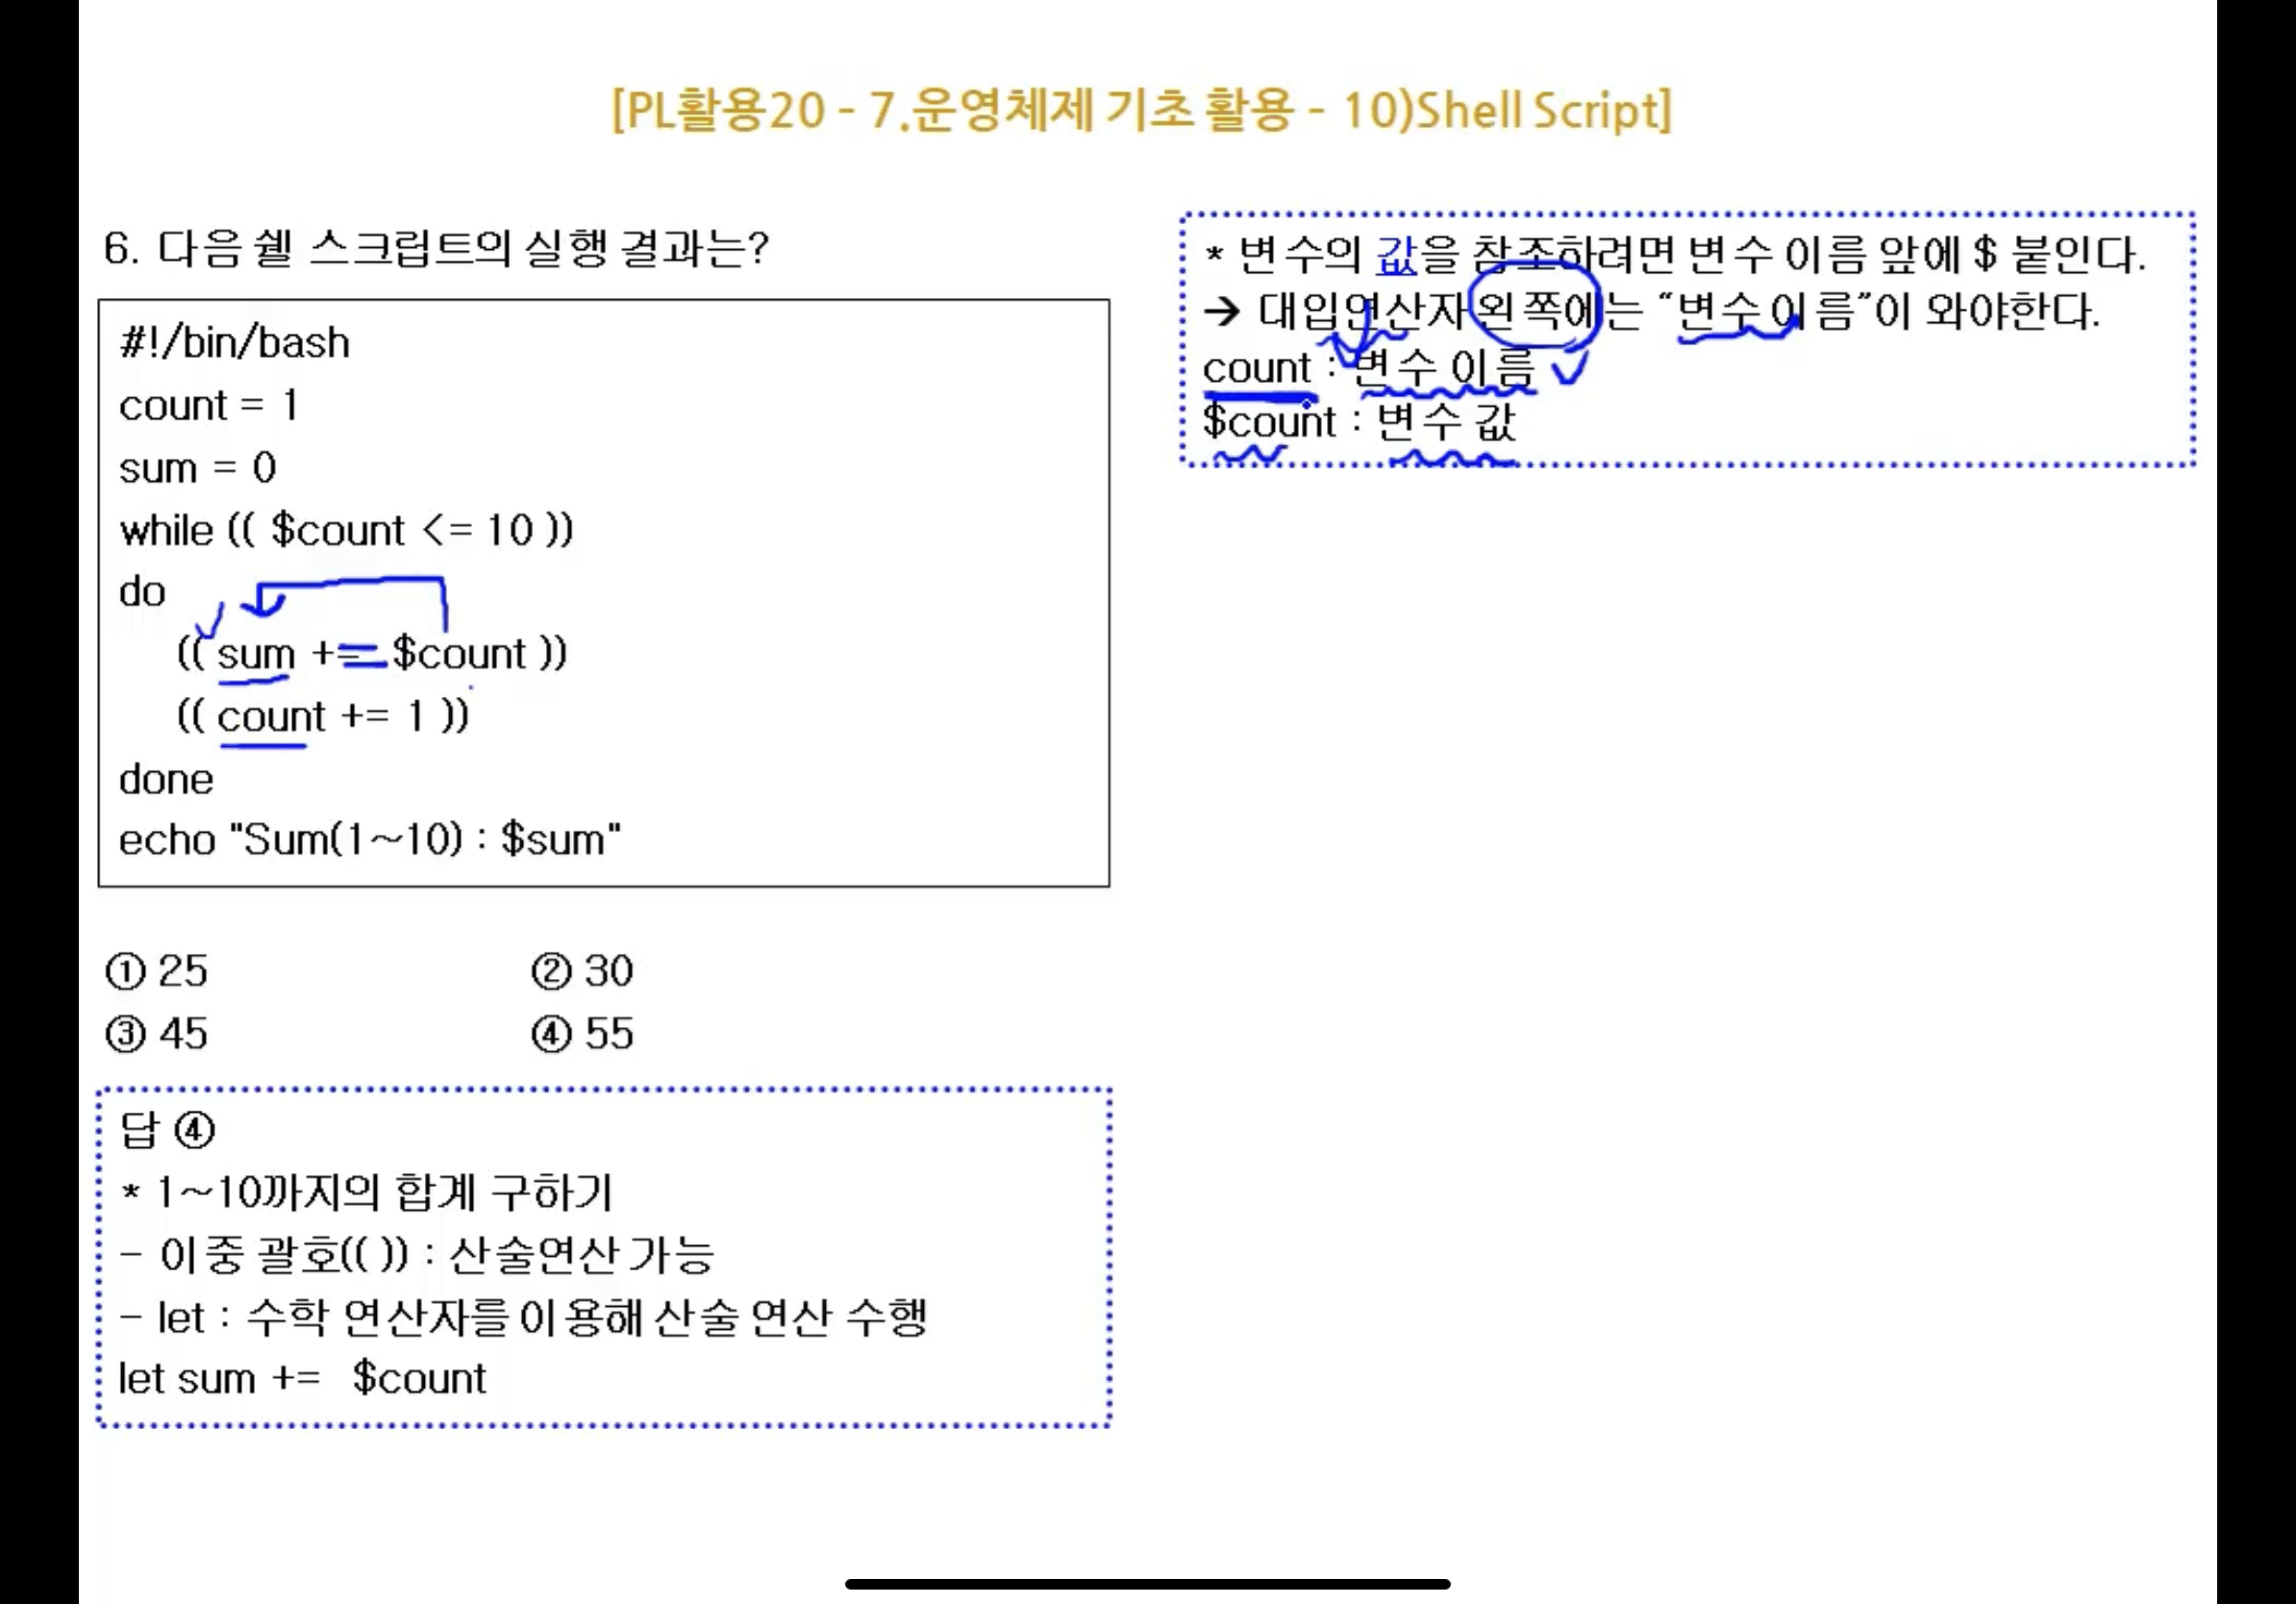 [PL활용20 - 7.운영체제 기초 활용 - 10)Shell Script]
6. 다음 쉘 스크립트의 실행 결과는?
#!/bin/bash
count = 1
sum = 0
while (( $count <= 10 ))
do
(( sum += $count ))
(( count += 1 ))
done
echo "Sum(1~10) : $sum"
① 25 ② 30
③ 45 ④ 55
답 ④
* 1~10까지의 합계 구하기
- 이중 괄호(( )) : 산술연산 가능
- let : 수학 연산자를 이용해 산술 연산 수행
let sum += $count
* 변수의 값을 참조하려면 변수 이름 앞에 $ 붙인다.
→ 대입연산자 왼쪽에는 “변수 이름”이 와야한다.
count : 변수 이름
$count : 변수 값